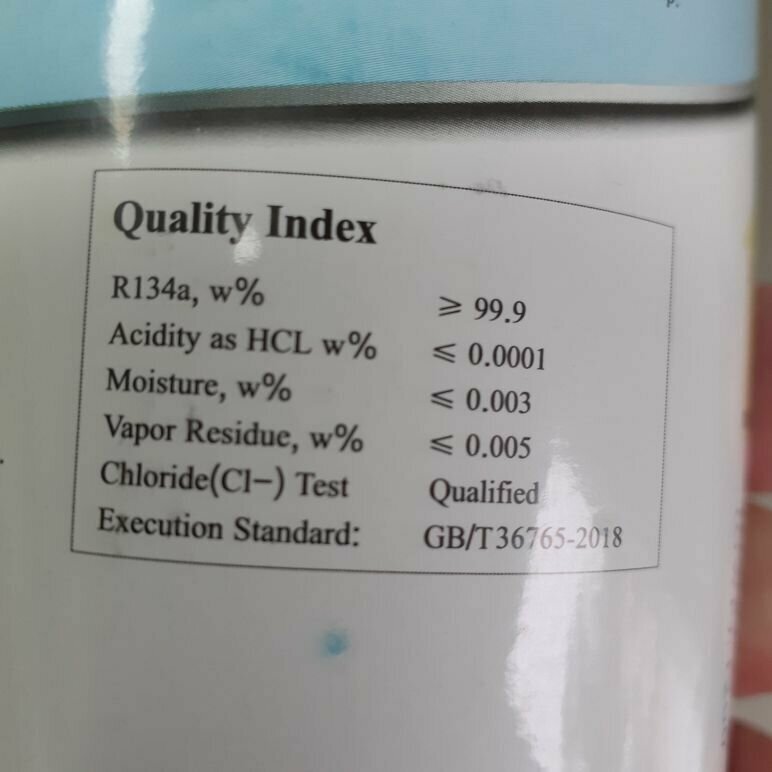 Quality Index
R134a, w% ⩾ 99.9
Acidity as HCL w% ⩽ 0.0001
Moisture, w% ⩽ 0.003
Vapor Residue, w% ⩽ 0.005
Chloride(Cl−) Test Qualified
Execution Standard: GB/T36765-2018